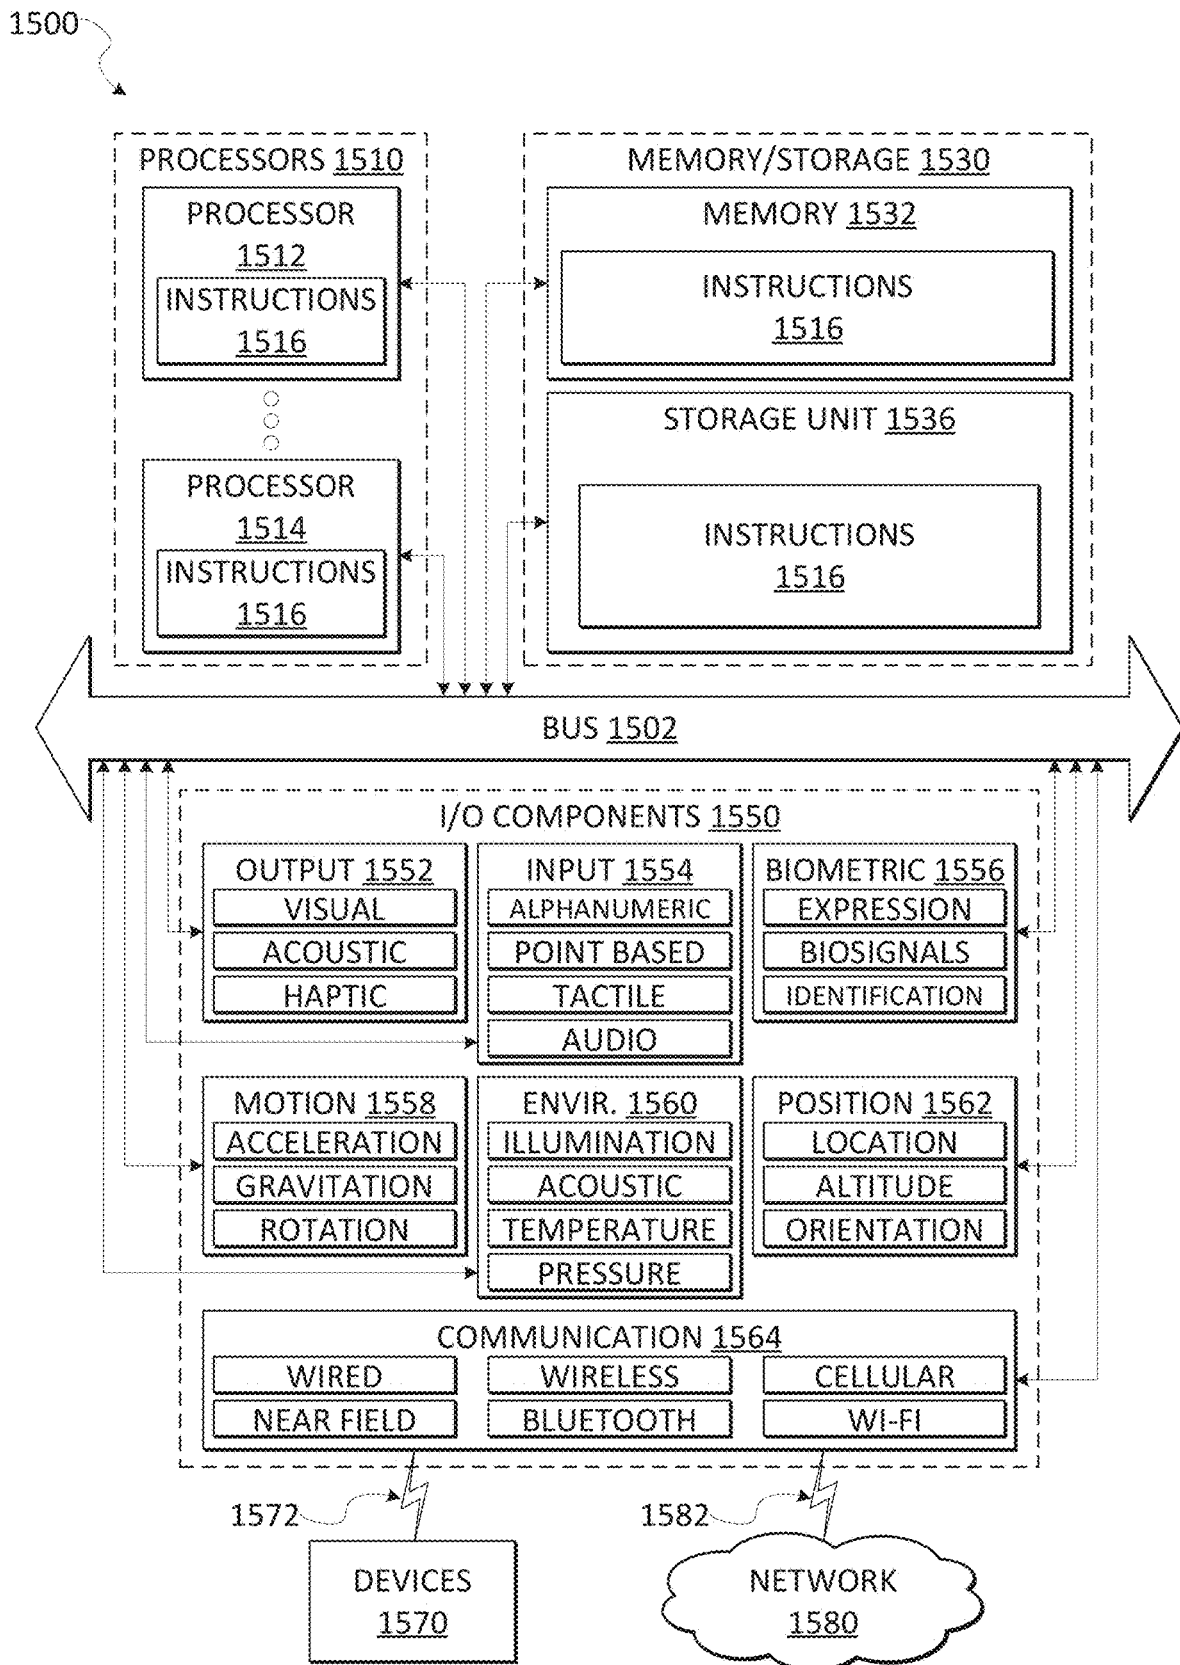 1500
PROCESSORS 1510
PROCESSOR
1512
INSTRUCTIONS
1516
PROCESSOR
1514
INSTRUCTIONS
1516
MEMORY/STORAGE 1530
MEMORY 1532
INSTRUCTIONS
1516
STORAGE UNIT 1536
INSTRUCTIONS
1516
BUS 1502
I/O COMPONENTS 1550
OUTPUT 1552
VISUAL
ACOUSTIC
HAPTIC
INPUT 1554
ALPHANUMERIC
POINT BASED
TACTILE
AUDIO
BIOMETRIC 1556
EXPRESSION
BIOSIGNALS
IDENTIFICATION
MOTION 1558
ACCELERATION
GRAVITATION
ROTATION
ENVIR. 1560
ILLUMINATION
ACOUSTIC
TEMPERATURE
PRESSURE
POSITION 1562
LOCATION
ALTITUDE
ORIENTATION
COMMUNICATION 1564
WIRED
WIRELESS
CELLULAR
NEAR FIELD
BLUETOOTH
WI-FI
1572
1582
DEVICES
1570
NETWORK
1580